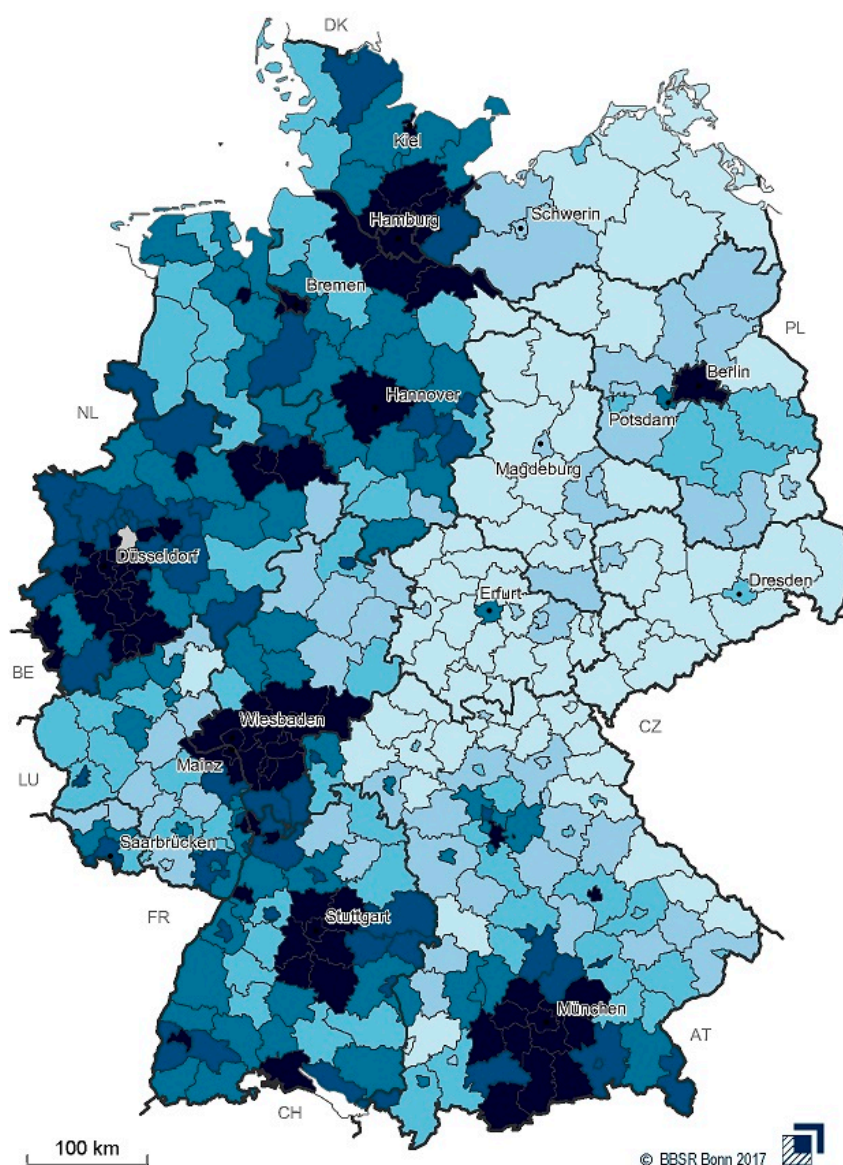 DK
Kiel
Hamburg
Schwerin
Bremen
PL
Berlin
Hannover
NL
Potsdam
Magdeburg
Düsseldorf
Dresden
Erfurt
BE
Wiesbaden
CZ
Mainz
LU
Saarbrücken
FR
Stuttgart
München
AT
CH
100 km
© BBSR Bonn 2017